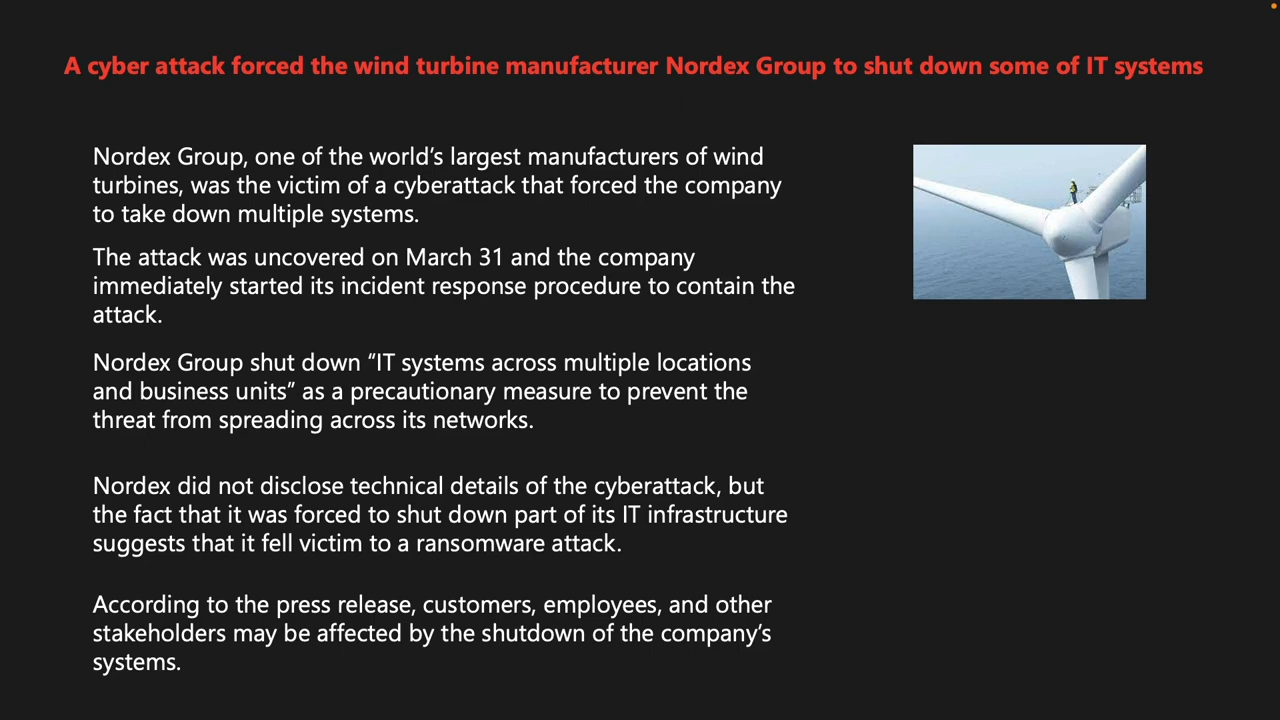 A cyber attack forced the wind turbine manufacturer Nordex Group to shut down some of IT systems
Nordex Group, one of the world’s largest manufacturers of wind
turbines, was the victim of a cyberattack that forced the company
to take down multiple systems.
The attack was uncovered on March 31 and the company
immediately started its incident response procedure to contain the
attack.
Nordex Group shut down “IT systems across multiple locations
and business units” as a precautionary measure to prevent the
threat from spreading across its networks.
Nordex did not disclose technical details of the cyberattack, but
the fact that it was forced to shut down part of its IT infrastructure
suggests that it fell victim to a ransomware attack.
According to the press release, customers, employees, and other
stakeholders may be affected by the shutdown of the company’s
systems.